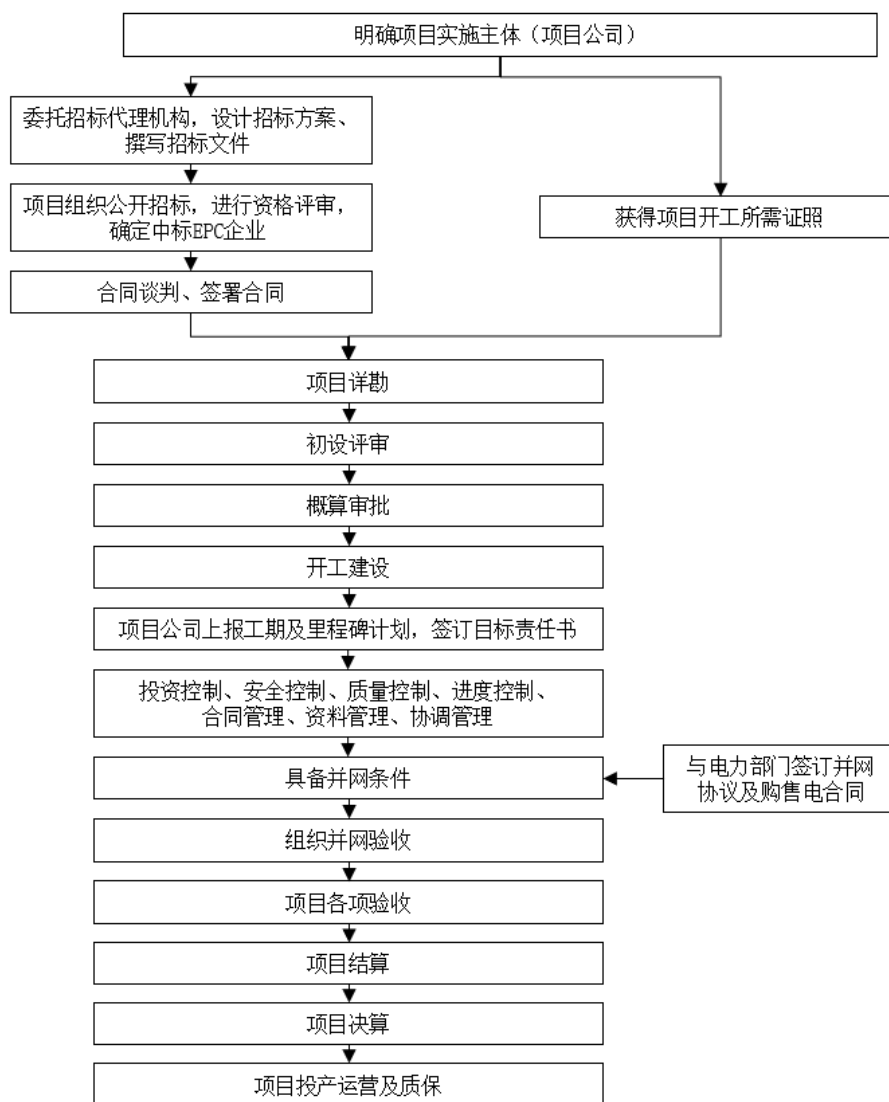 明确项目实施主体（项目公司）
委托招标代理机构，设计招标方案、
撰写招标文件
项目组织公开招标，进行资格评审，
确定中标EPC企业
获得项目开工所需证照
合同谈判、签署合同
项目详勘
初设评审
概算审批
开工建设
项目公司上报工期及里程碑计划，签订目标责任书
投资控制、安全控制、质量控制、进度控制、
合同管理、资料管理、协调管理
具备并网条件
与电力部门签订并网
协议及购售电合同
组织并网验收
项目各项验收
项目结算
项目决算
项目投产运营及质保